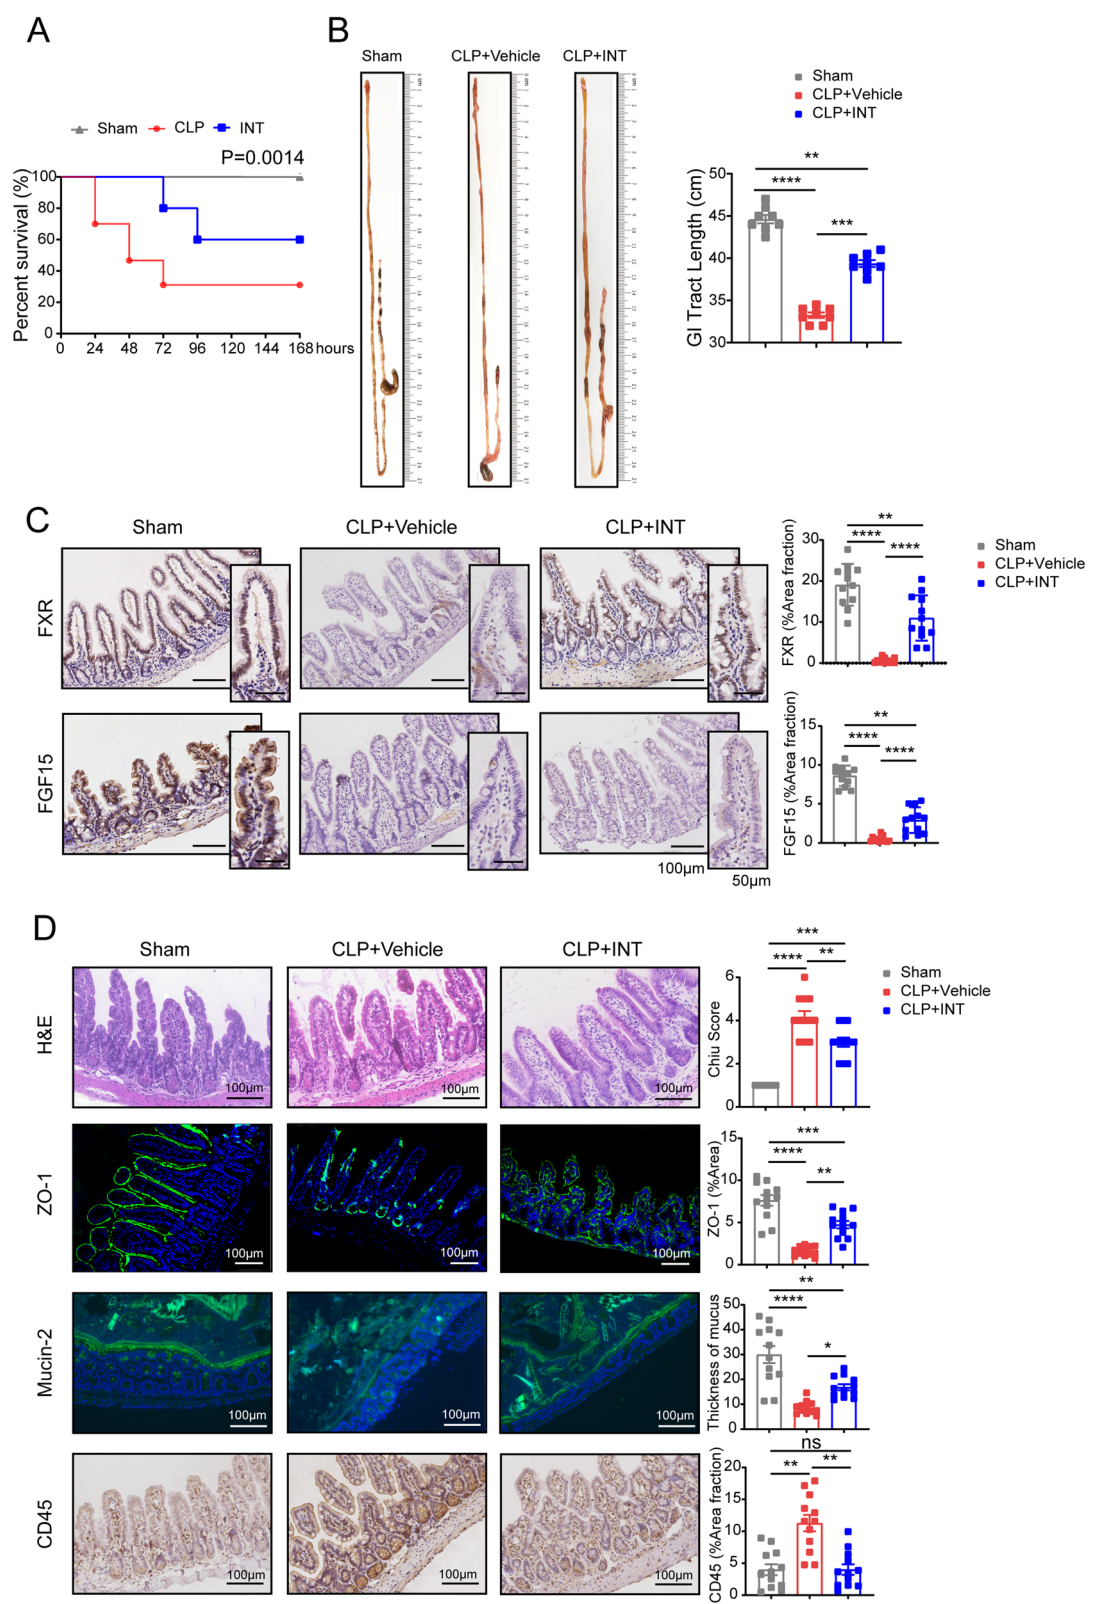 A
Sham CLP INT
P=0.0014
Percent survival (%)
100
80
60
40
20
0
0 24 48 72 96 120 144 168 hours
B
Sham CLP+Vehicle CLP+INT
Sham
CLP+Vehicle
CLP+INT
GI Tract Length (cm)
50
45
40
35
30
**
****
***
C
Sham CLP+Vehicle CLP+INT
FXR
FGF15
100µm
50µm
FXR (%Area fraction)
30
20
10
0
**
****
****
Sham
CLP+Vehicle
CLP+INT
FGF15 (%Area fraction)
15
10
5
0
**
****
****
D
Sham CLP+Vehicle CLP+INT
H&E
100µm 100µm 100µm
Chiu Score
6
4
2
0
***
****
**
Sham
CLP+Vehicle
CLP+INT
ZO-1
100µm 100µm 100µm
ZO-1 (%Area)
15
10
5
0
***
****
**
Mucin-2
100µm 100µm 100µm
Thickness of mucus
50
40
30
20
10
0
**
****
*
CD45
100µm 100µm 100µm
CD45 (%Area fraction)
20
15
10
5
0
ns
**
**